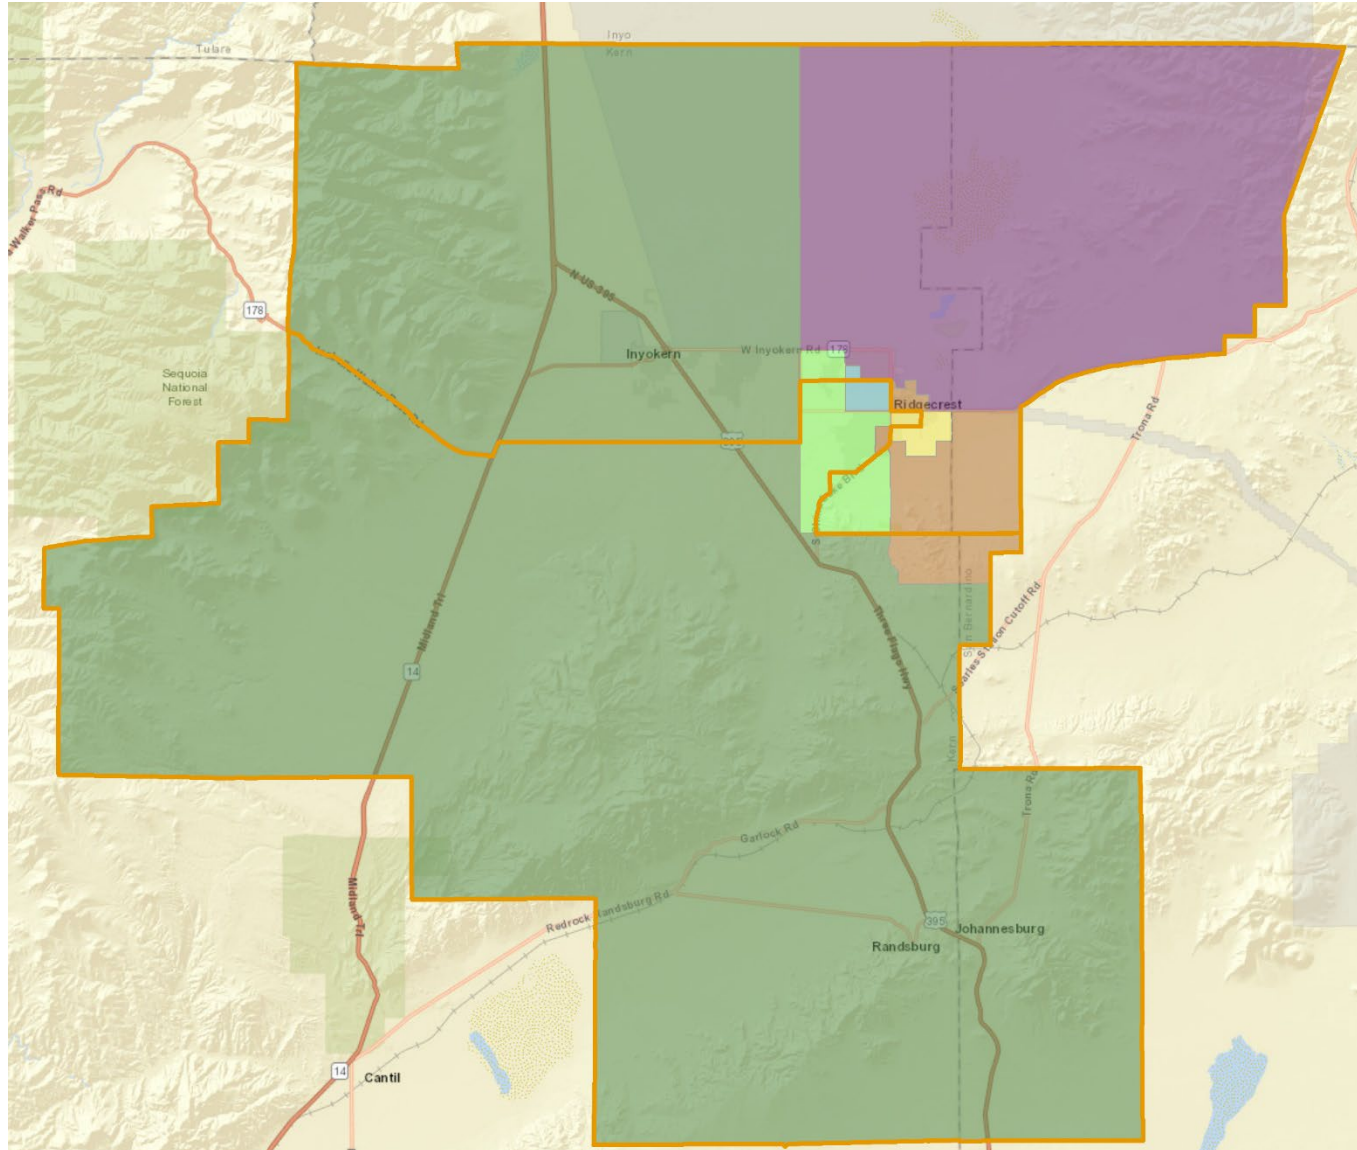 Inyo
Kern
Tulare
a Walker Pass Rd
178
N US-395
Inyokern
W Inyokern Rd
178
Sequoia
National
Forest
Ridgecrest
395
Trona Rd
14
Midland Trl
Three Flags Hwy
San Bernardino
Kern
Searles Station Cutoff Rd
Trona Rd
Garlock Rd
Redrock Randsburg Rd
Midland Trl
395
Johannesburg
Randsburg
14
Cantil